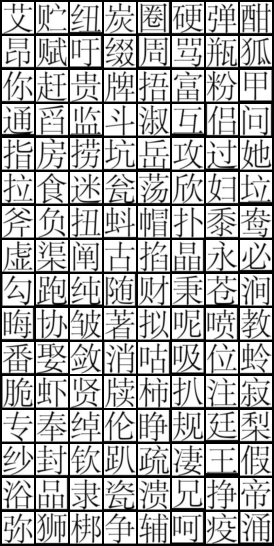 艾贮纽炭圈硬弹酣
昂赋吁缀周骂瓶狐
你赶贵牌捂富粉甲
通舀监斗淑互侣问
指房捞坑岳攻过她
拉食迷瓮荡欣妇垃
斧负扭蚪帽扑黍鸯
虚渠阐古掐晶永必
勾跑纯随财秉苍涧
晦协皱著拟呢喷教
番娶敛消咕吸位蛉
脆虾贤牍柿扒注寂
专奉绰伦睁规廷梨
纱封钦趴疏凄王假
浴品隶瓷溃兄挣帝
弥狮梆争辅呵疫涌